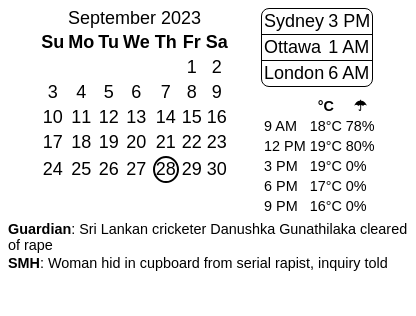 September 2023
Su Mo Tu We Th Fr Sa
1 2
3 4 5 6 7 8 9
10 11 12 13 14 15 16
17 18 19 20 21 22 23
24 25 26 27 28 29 30
Sydney 3 PM
Ottawa 1 AM
London 6 AM
°C ☂
9 AM 18°C 78%
12 PM 19°C 80%
3 PM 19°C 0%
6 PM 17°C 0%
9 PM 16°C 0%
Guardian: Sri Lankan cricketer Danushka Gunathilaka cleared
of rape
SMH: Woman hid in cupboard from serial rapist, inquiry told